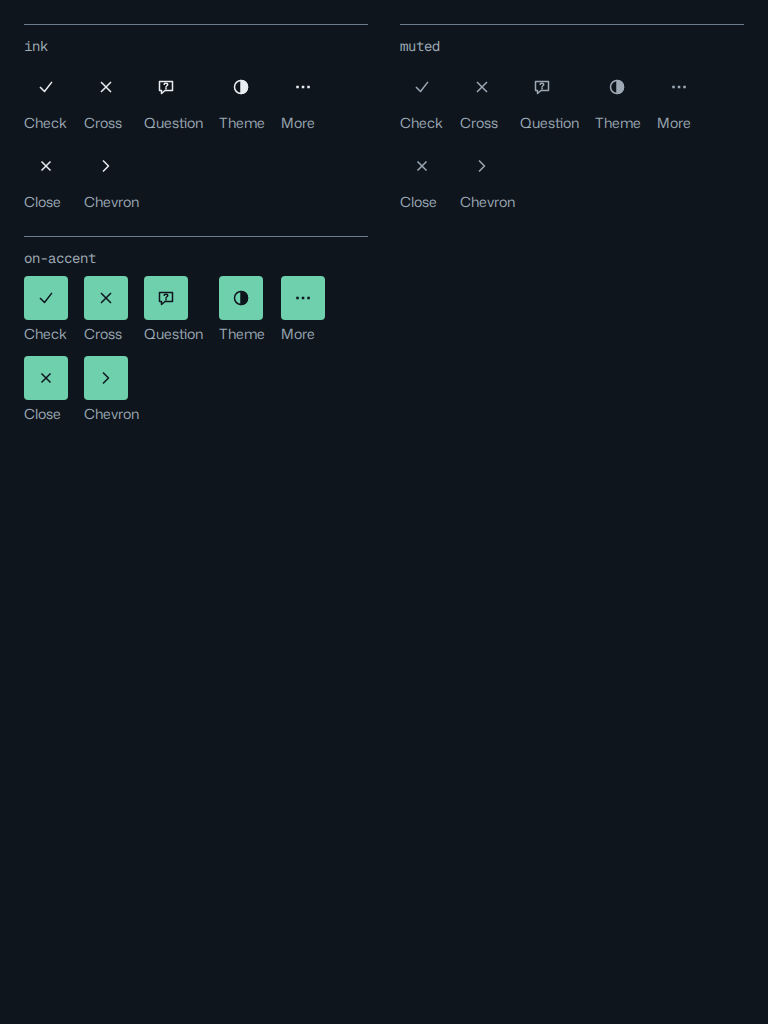 ink
Check Cross Question Theme More
Close Chevron
muted
Check Cross Question Theme More
Close Chevron
on-accent
Check Cross Question Theme More
Close Chevron